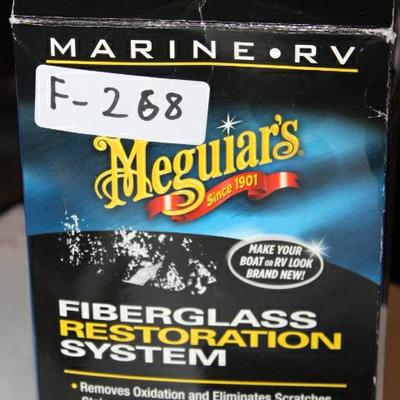 MARINE • RV
F-268
Meguiar's
Since 1901
MAKE YOUR
BOAT OR RV LOOK
BRAND NEW!
FIBERGLASS
RESTORATION
SYSTEM
• Removes Oxidation and Eliminates Scratches